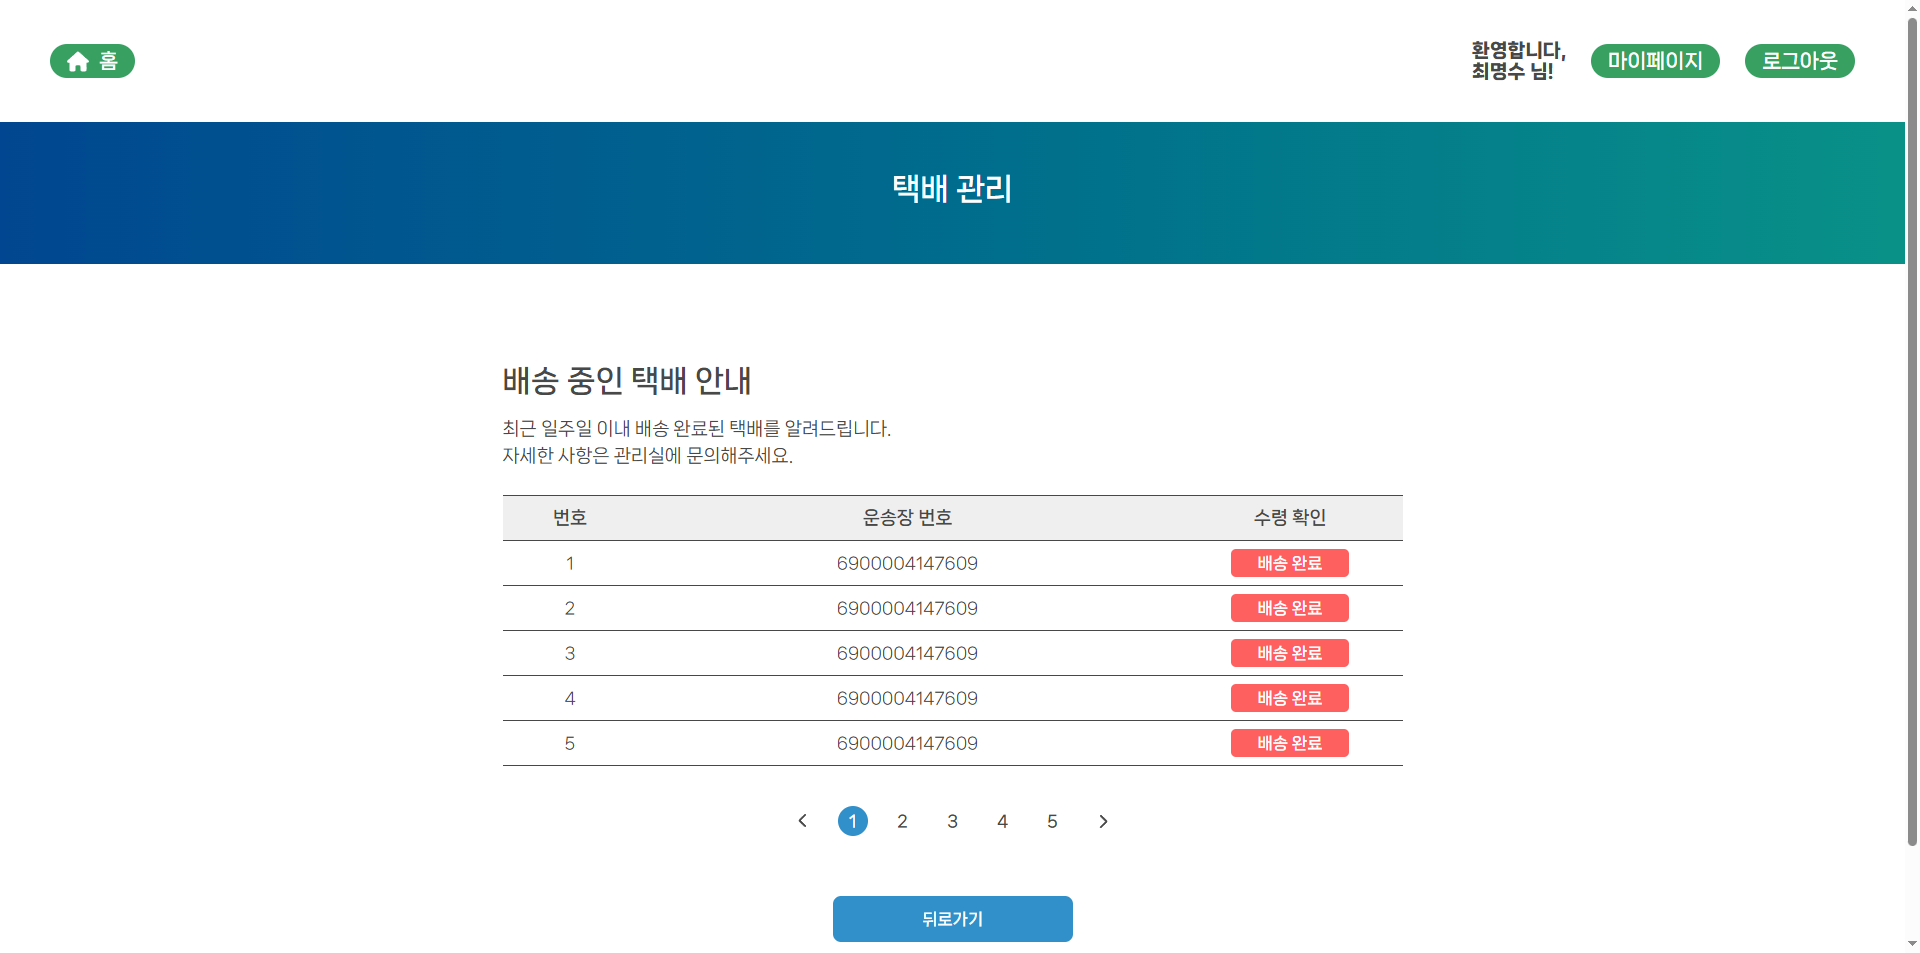 홈
환영합니다,
최명수 님!
마이페이지
로그아웃
택배 관리
배송 중인 택배 안내
최근 일주일 이내 배송 완료된 택배를 알려드립니다.
자세한 사항은 관리실에 문의해주세요.
번호 운송장 번호 수령 확인
1 6900004147609 배송 완료
2 6900004147609 배송 완료
3 6900004147609 배송 완료
4 6900004147609 배송 완료
5 6900004147609 배송 완료
1 2 3 4 5
뒤로가기